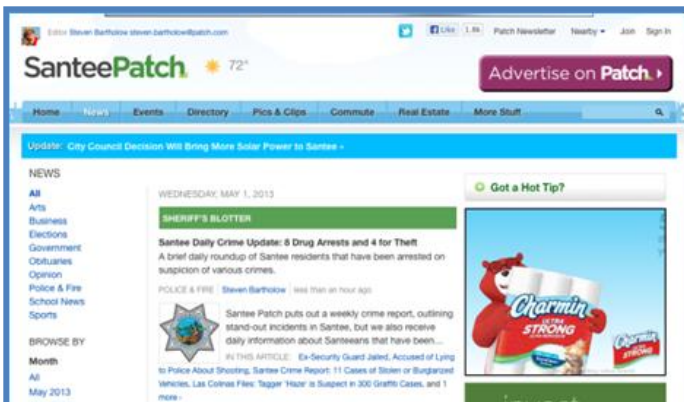 Editor Steven Bartholow steven.bartholow@patch.com
Like 1.8k Patch Newsletter Nearby Join Sign In
SanteePatch 72°
Advertise on Patch
Home News Events Directory Pics & Clips Commute Real Estate More Stuff
Update: City Council Decision Will Bring More Solar Power to Santee »
NEWS
All
Arts
Business
Elections
Government
Obituaries
Opinion
Police & Fire
School News
Sports
BROWSE BY
Month
All
May 2013
WEDNESDAY, MAY 1, 2013
SHERIFF'S BLOTTER
Santee Daily Crime Update: 8 Drug Arrests and 4 for Theft
A brief daily roundup of Santee residents that have been arrested on
suspicion of various crimes.
POLICE & FIRE Steven Bartholow less than an hour ago
Santee Patch puts out a weekly crime report, outlining
stand-out incidents in Santee, but we also receive
daily information about Santeeans that have been...
IN THIS ARTICLE: Ex-Security Guard Jailed, Accused of Lying
to Police About Shooting, Santee Crime Report: 11 Cases of Stolen or Burglarized
Vehicles, Las Colinas Files: Tagger 'Haze' is Suspect in 300 Graffiti Cases, and 1
more ›
Got a Hot Tip?
Charmin
ULTRA
STRONG
Charmin
ULTRA
STRONG